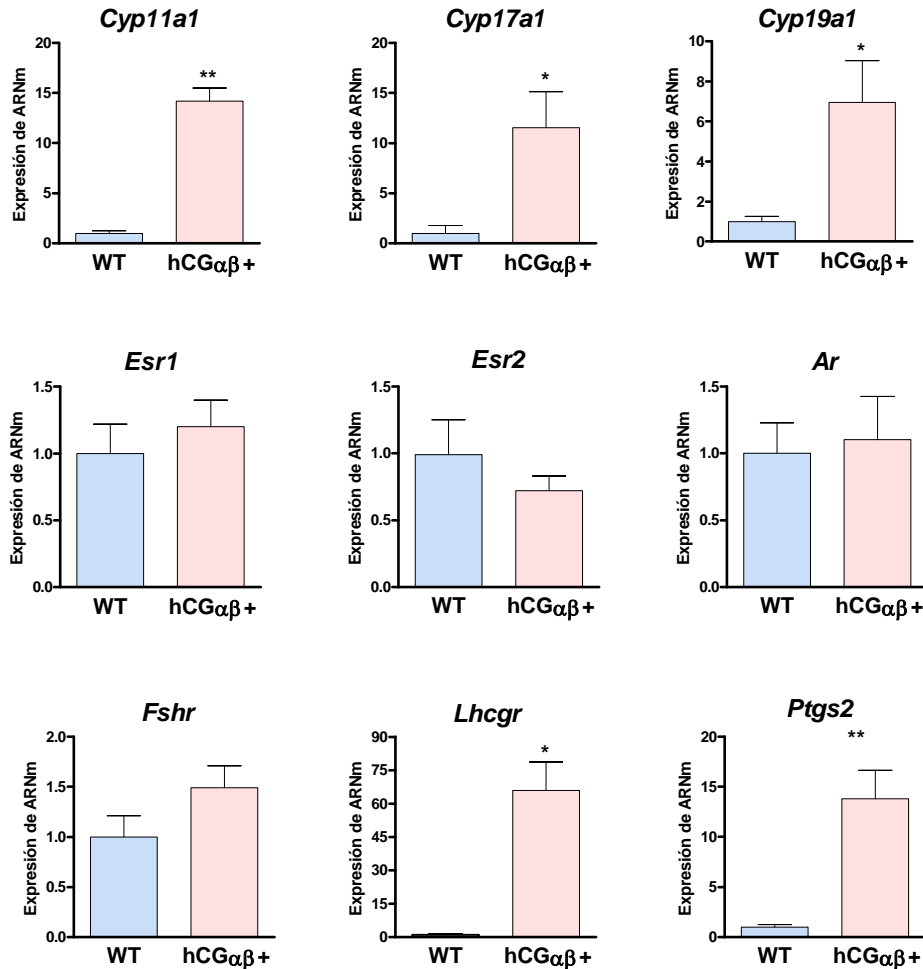 Cyp11a1
Expresión de ARNm
20
15
10
5
0
**
WT
hCGαβ+
Cyp17a1
Expresión de ARNm
20
15
10
5
0
*
WT
hCGαβ+
Cyp19a1
Expresión de ARNm
10
8
6
4
2
0
*
WT
hCGαβ+
Esr1
Expresión de ARNm
1.5
1.0
0.5
0.0
WT
hCGαβ+
Esr2
Expresión de ARNm
1.5
1.0
0.5
0.0
WT
hCGαβ+
Ar
Expresión de ARNm
1.5
1.0
0.5
0.0
WT
hCGαβ+
Fshr
Expresión de ARNm
2.0
1.5
1.0
0.5
0.0
WT
hCGαβ+
Lhcgr
Expresión de ARNm
90
75
60
45
30
15
0
*
WT
hCGαβ+
Ptgs2
Expresión de ARNm
20
15
10
5
0
**
WT
hCGαβ+